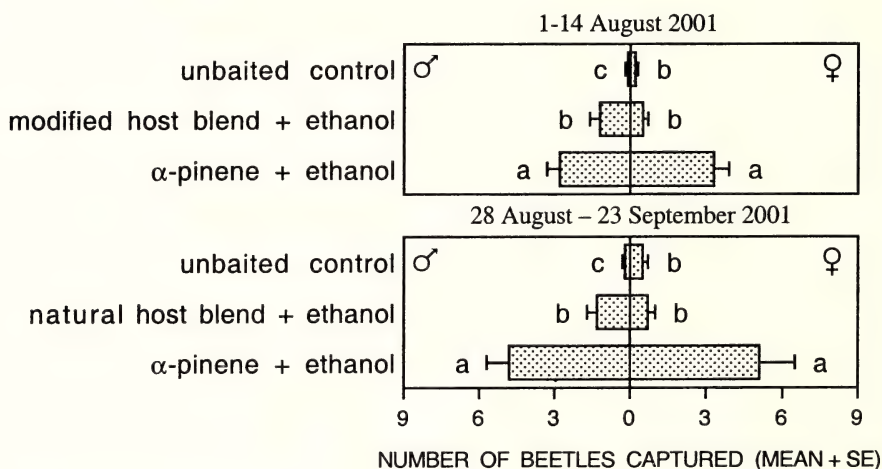 1-14 August 2001
♂ ♀
unbaited control c b
modified host blend + ethanol b b
α-pinene + ethanol a a
28 August – 23 September 2001
♂ ♀
unbaited control c b
natural host blend + ethanol b b
α-pinene + ethanol a a
9 6 3 0 3 6 9
NUMBER OF BEETLES CAPTURED (MEAN + SE)